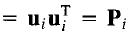 = 𝐮ᵢ𝐮ᵢᵀ = 𝐏ᵢ